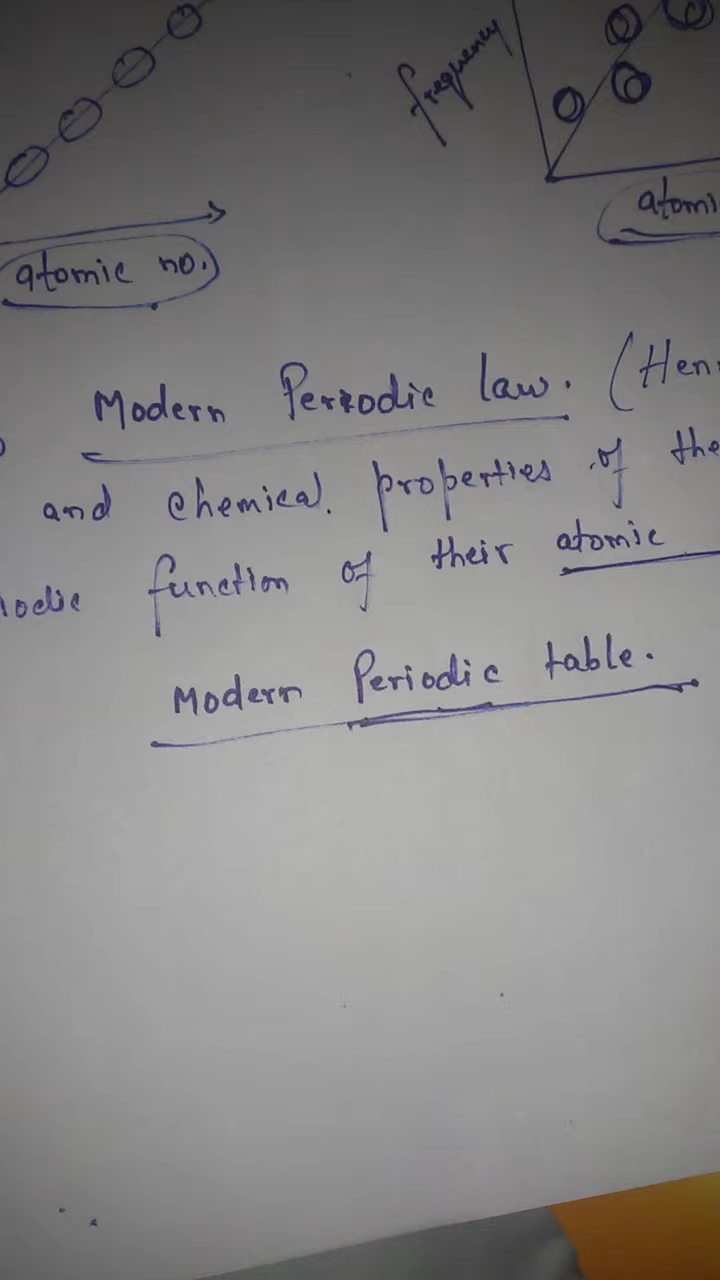 frequency
atomi
atomic no.
Modern Periodic law. (Hen
and chemical. properties of the
iodic function of their atomic
Modern Periodic table.